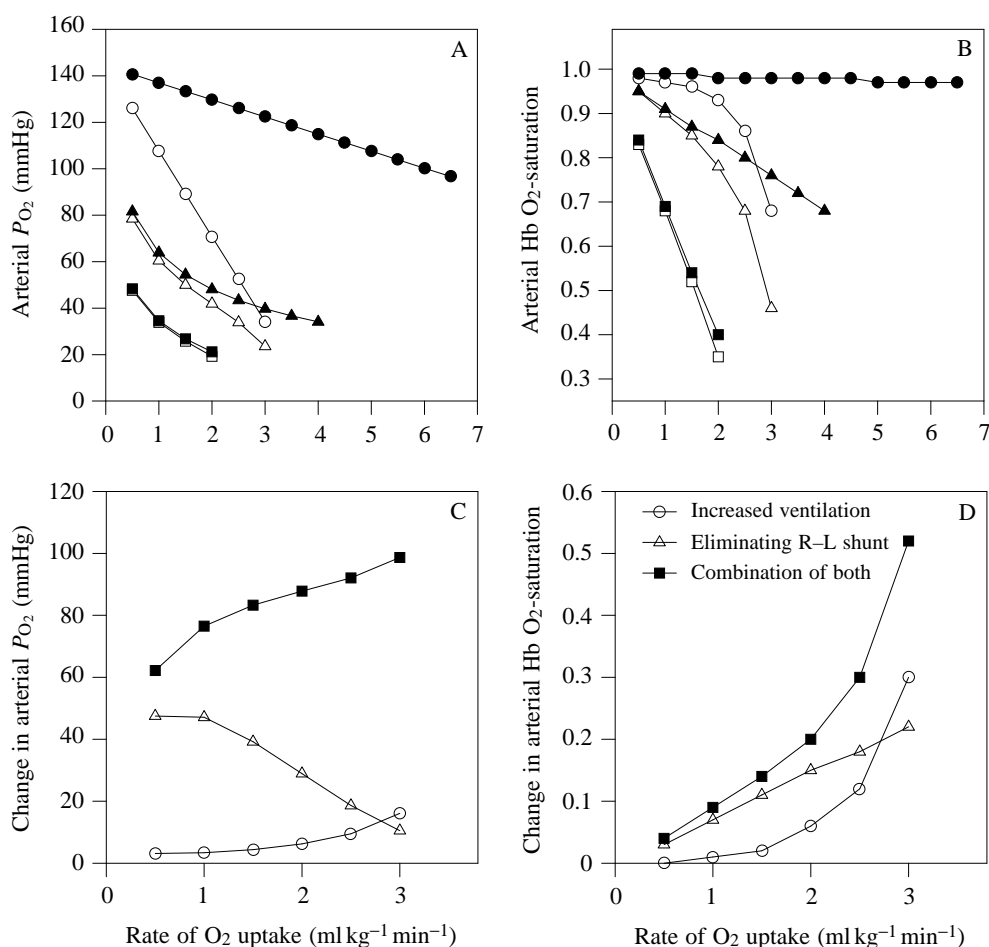 A
160
140
120
100
80
60
40
20
0
Arterial PO2 (mmHg)
0 1 2 3 4 5 6 7
B
1.0
0.9
0.8
0.7
0.6
0.5
0.4
0.3
Arterial Hb O2-saturation
0 1 2 3 4 5 6 7
C
120
100
80
60
40
20
0
Change in arterial PO2 (mmHg)
0 1 2 3
Rate of O2 uptake (ml kg−1 min−1)
D
0.6
0.5
0.4
0.3
0.2
0.1
0
Change in arterial Hb O2-saturation
Increased ventilation
Eliminating R–L shunt
Combination of both
0 1 2 3
Rate of O2 uptake (ml kg−1 min−1)